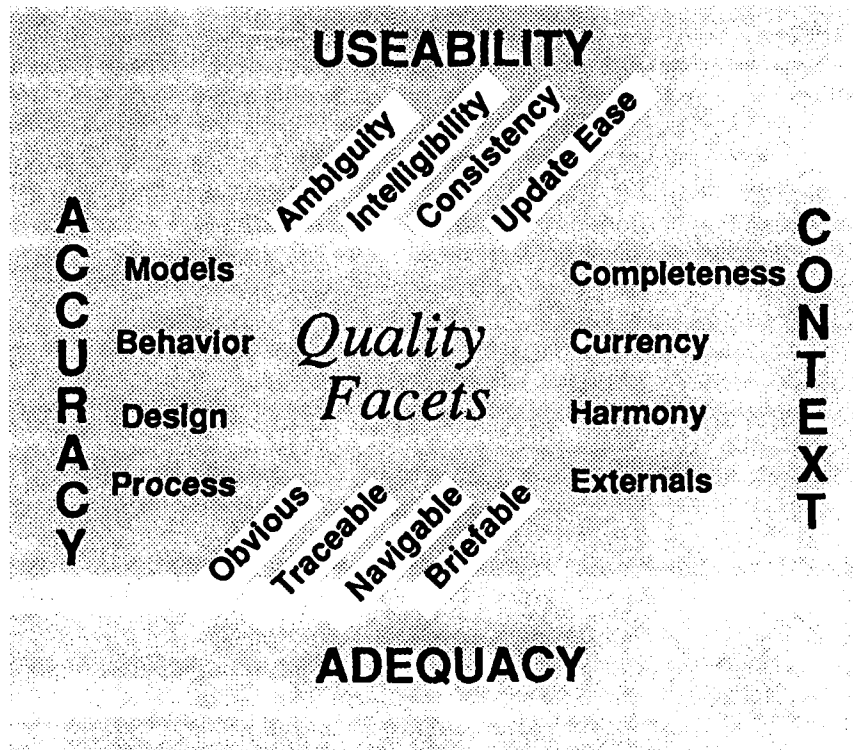 USEABILITY
Ambiguity
Intelligibility
Consistency
Update Ease
ACCURACY
Models
Behavior
Design
Process
Quality
Facets
Completeness
Currency
Harmony
Externals
CONTEXT
Obvious
Traceable
Navigable
Briefable
ADEQUACY